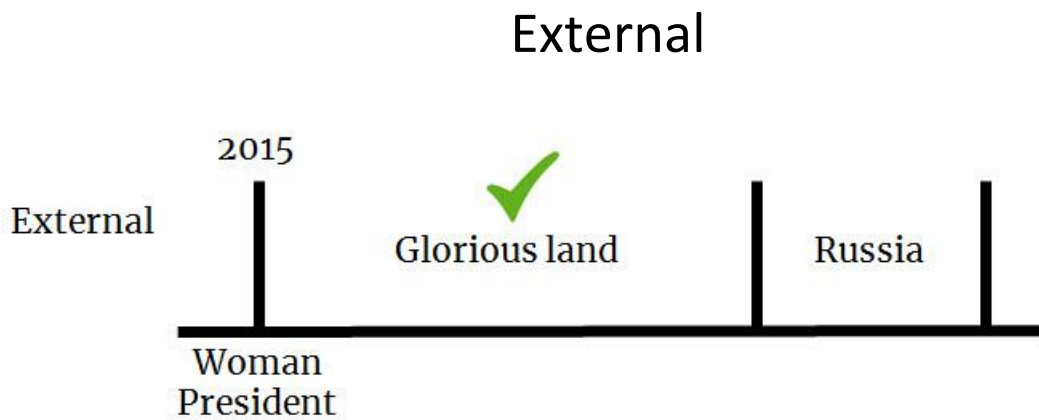 External
2015
External
Glorious land
Russia
Woman
President